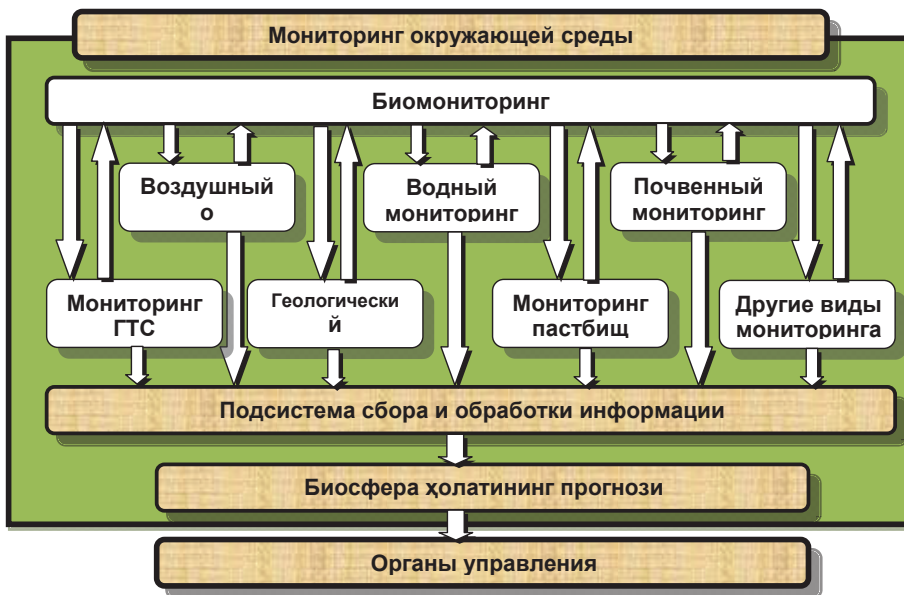 Мониторинг окружающей среды
Биомониторинг
Воздушный
о
Водный
мониторинг
Почвенный
мониторинг
Мониторинг
ГТС
Геологически
й
Мониторинг
пастбищ
Другие виды
мониторинга
Подсистема сбора и обработки информации
Биосфера ҳолатининг прогнози
Органы управления